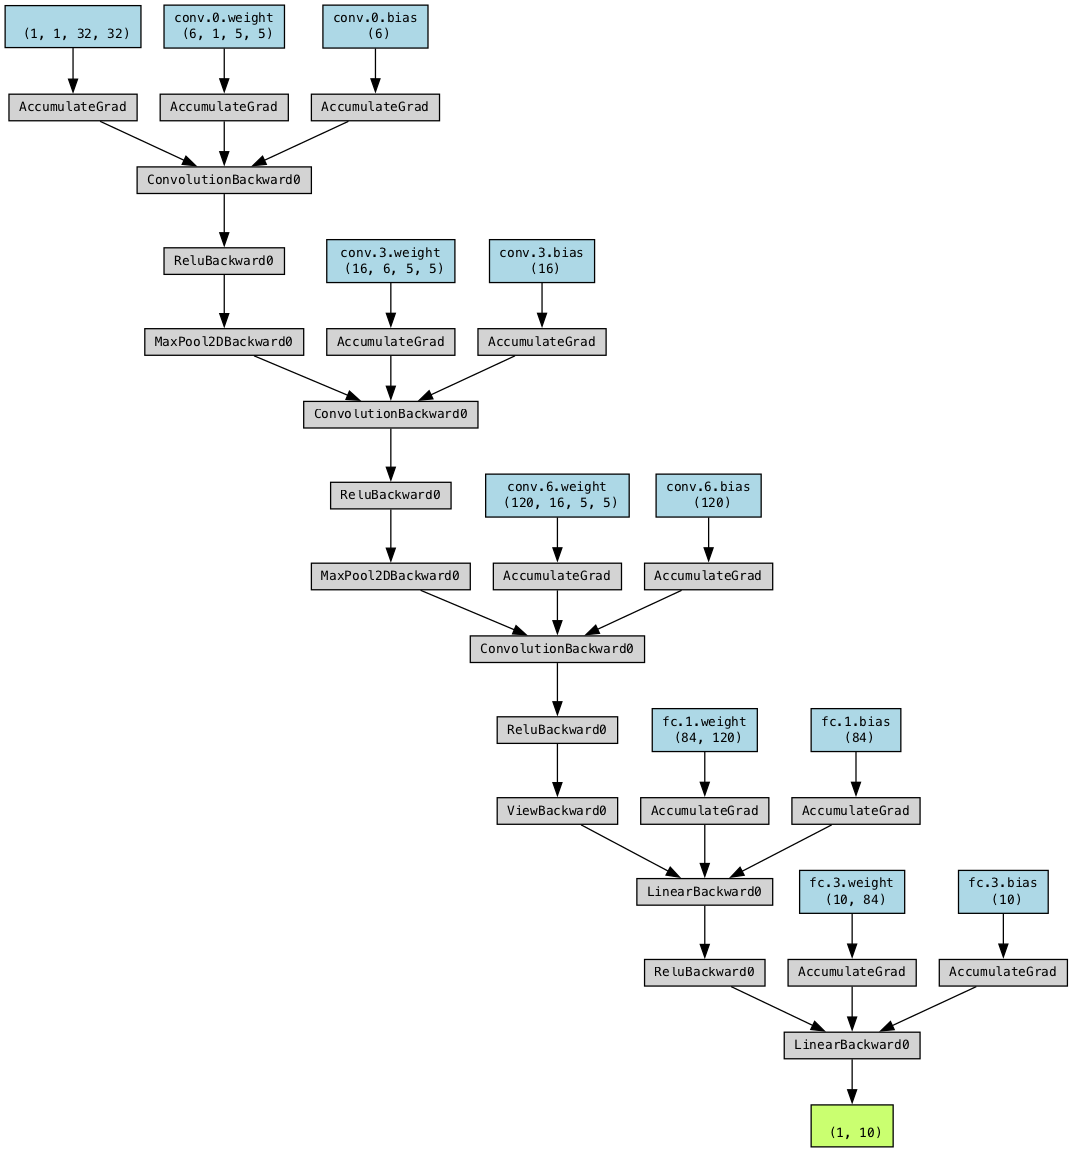 (1, 1, 32, 32)
conv.0.weight
(6, 1, 5, 5)
conv.0.bias
(6)
AccumulateGrad
AccumulateGrad
AccumulateGrad
ConvolutionBackward0
ReluBackward0
conv.3.weight
(16, 6, 5, 5)
conv.3.bias
(16)
MaxPool2DBackward0
AccumulateGrad
AccumulateGrad
ConvolutionBackward0
ReluBackward0
conv.6.weight
(120, 16, 5, 5)
conv.6.bias
(120)
MaxPool2DBackward0
AccumulateGrad
AccumulateGrad
ConvolutionBackward0
ReluBackward0
fc.1.weight
(84, 120)
fc.1.bias
(84)
ViewBackward0
AccumulateGrad
AccumulateGrad
LinearBackward0
fc.3.weight
(10, 84)
fc.3.bias
(10)
ReluBackward0
AccumulateGrad
AccumulateGrad
LinearBackward0
(1, 10)